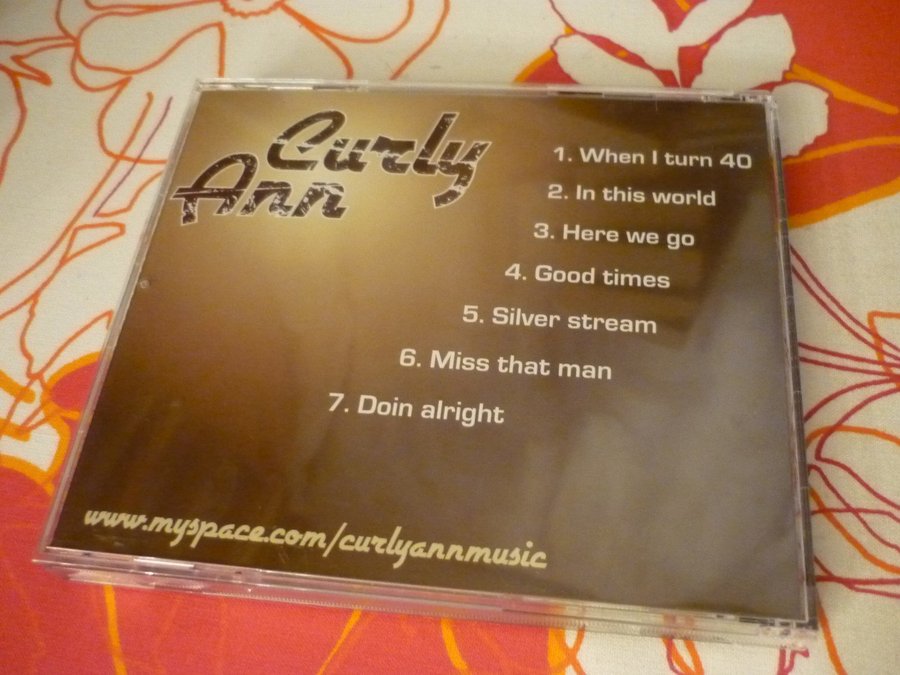 Curly
Ann
1. When I turn 40
2. In this world
3. Here we go
4. Good times
5. Silver stream
6. Miss that man
7. Doin alright
www.myspace.com/curlyannmusic